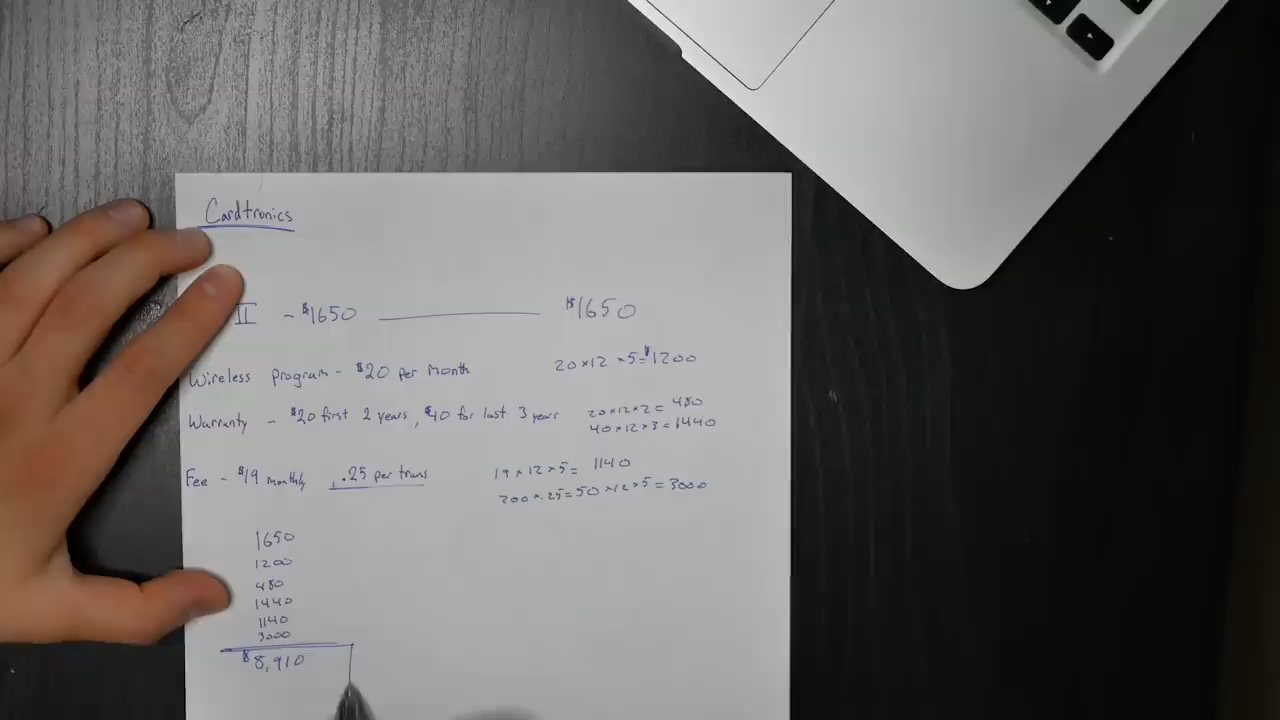 Cardtronics
II - $1650 $1650
Wireless program - $20 per month 20×12×5=$1200
Warranty - $20 first 2 years, $40 for last 3 years 20×12×2= 480
40×12×3=1440
Fee - $19 monthly , .25 per trans 19×12×5= 1140
200×.25=50×12×5=3000
1650
1200
480
1440
1140
3000
$8,910